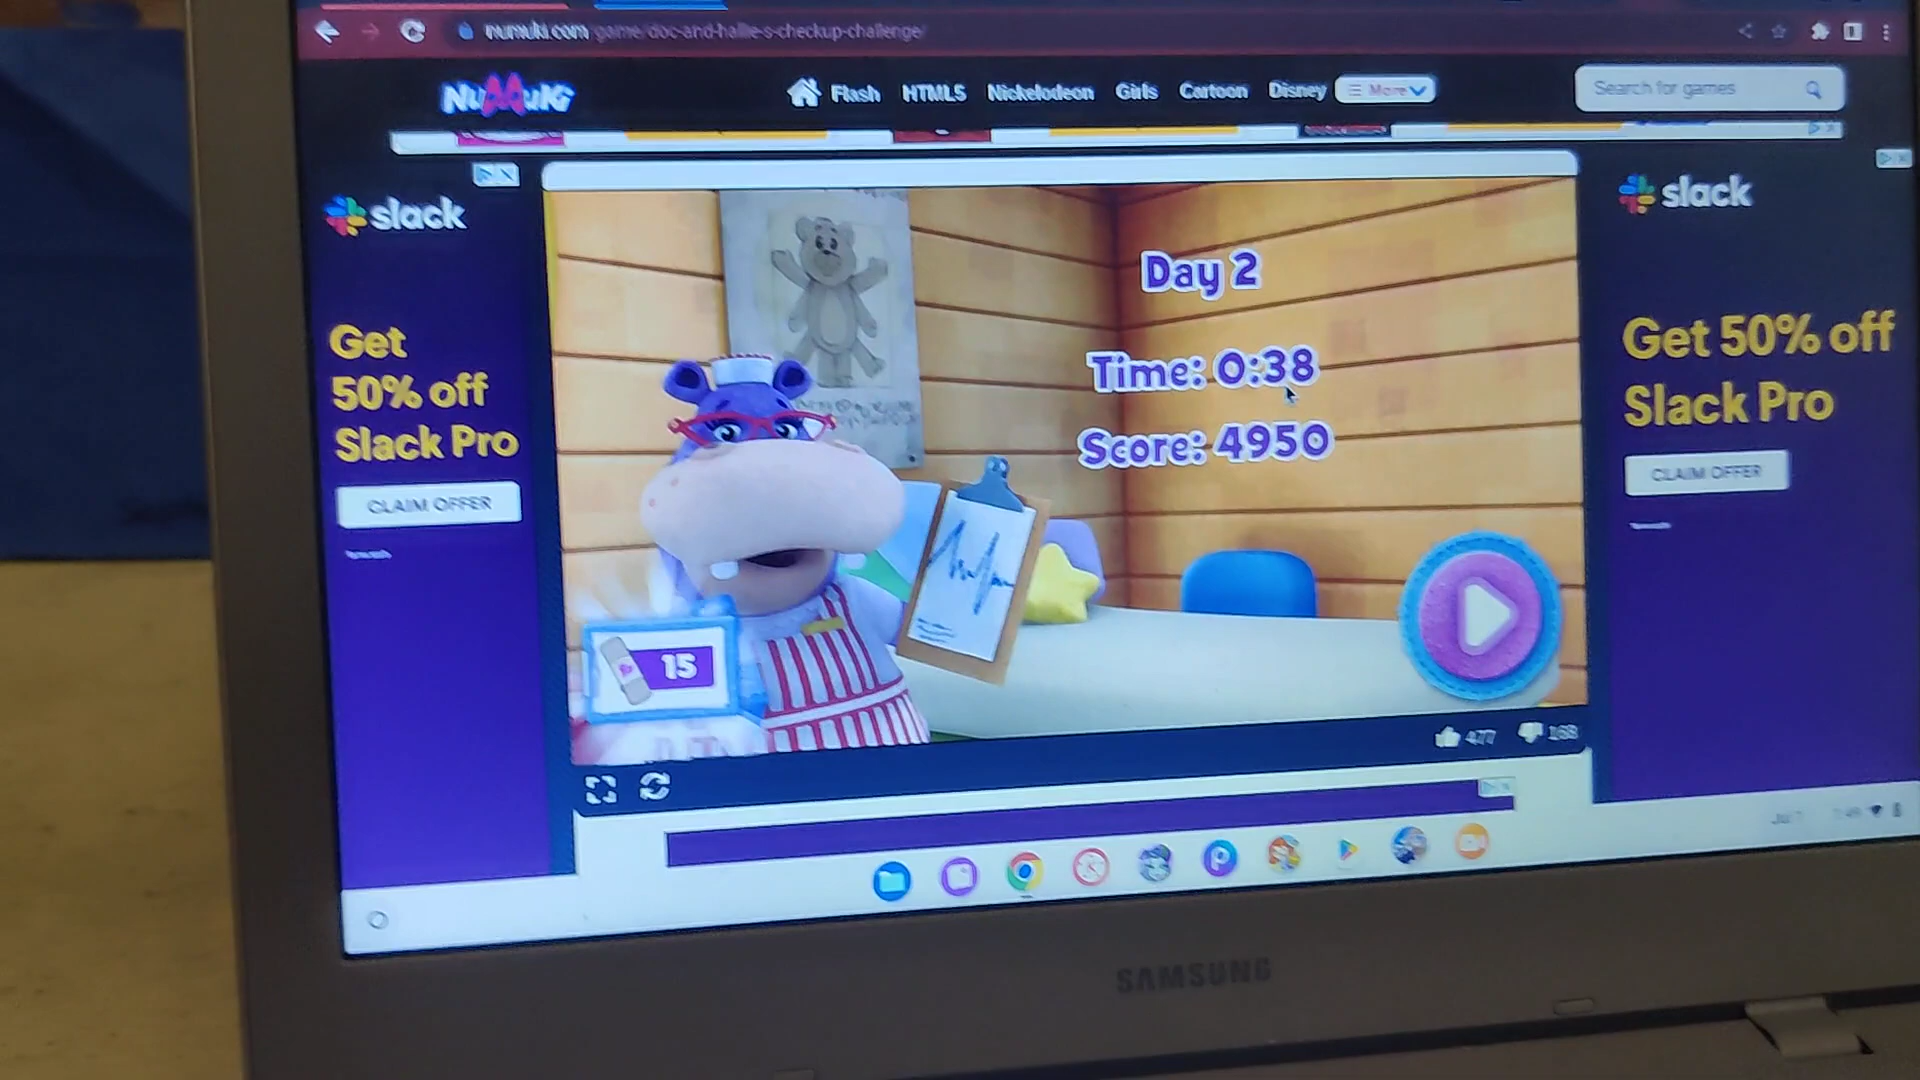 numuki.com/game/doc-and-hallie-s-checkup-challenge/
NuMuKi
Flash HTML5 Nickelodeon Girls Cartoon Disney More
Search for games
slack
Get
50% off
Slack Pro
CLAIM OFFER
Day 2
Time: 0:38
Score: 4950
15
477 168
slack
Get 50% off
Slack Pro
CLAIM OFFER
SAMSUNG